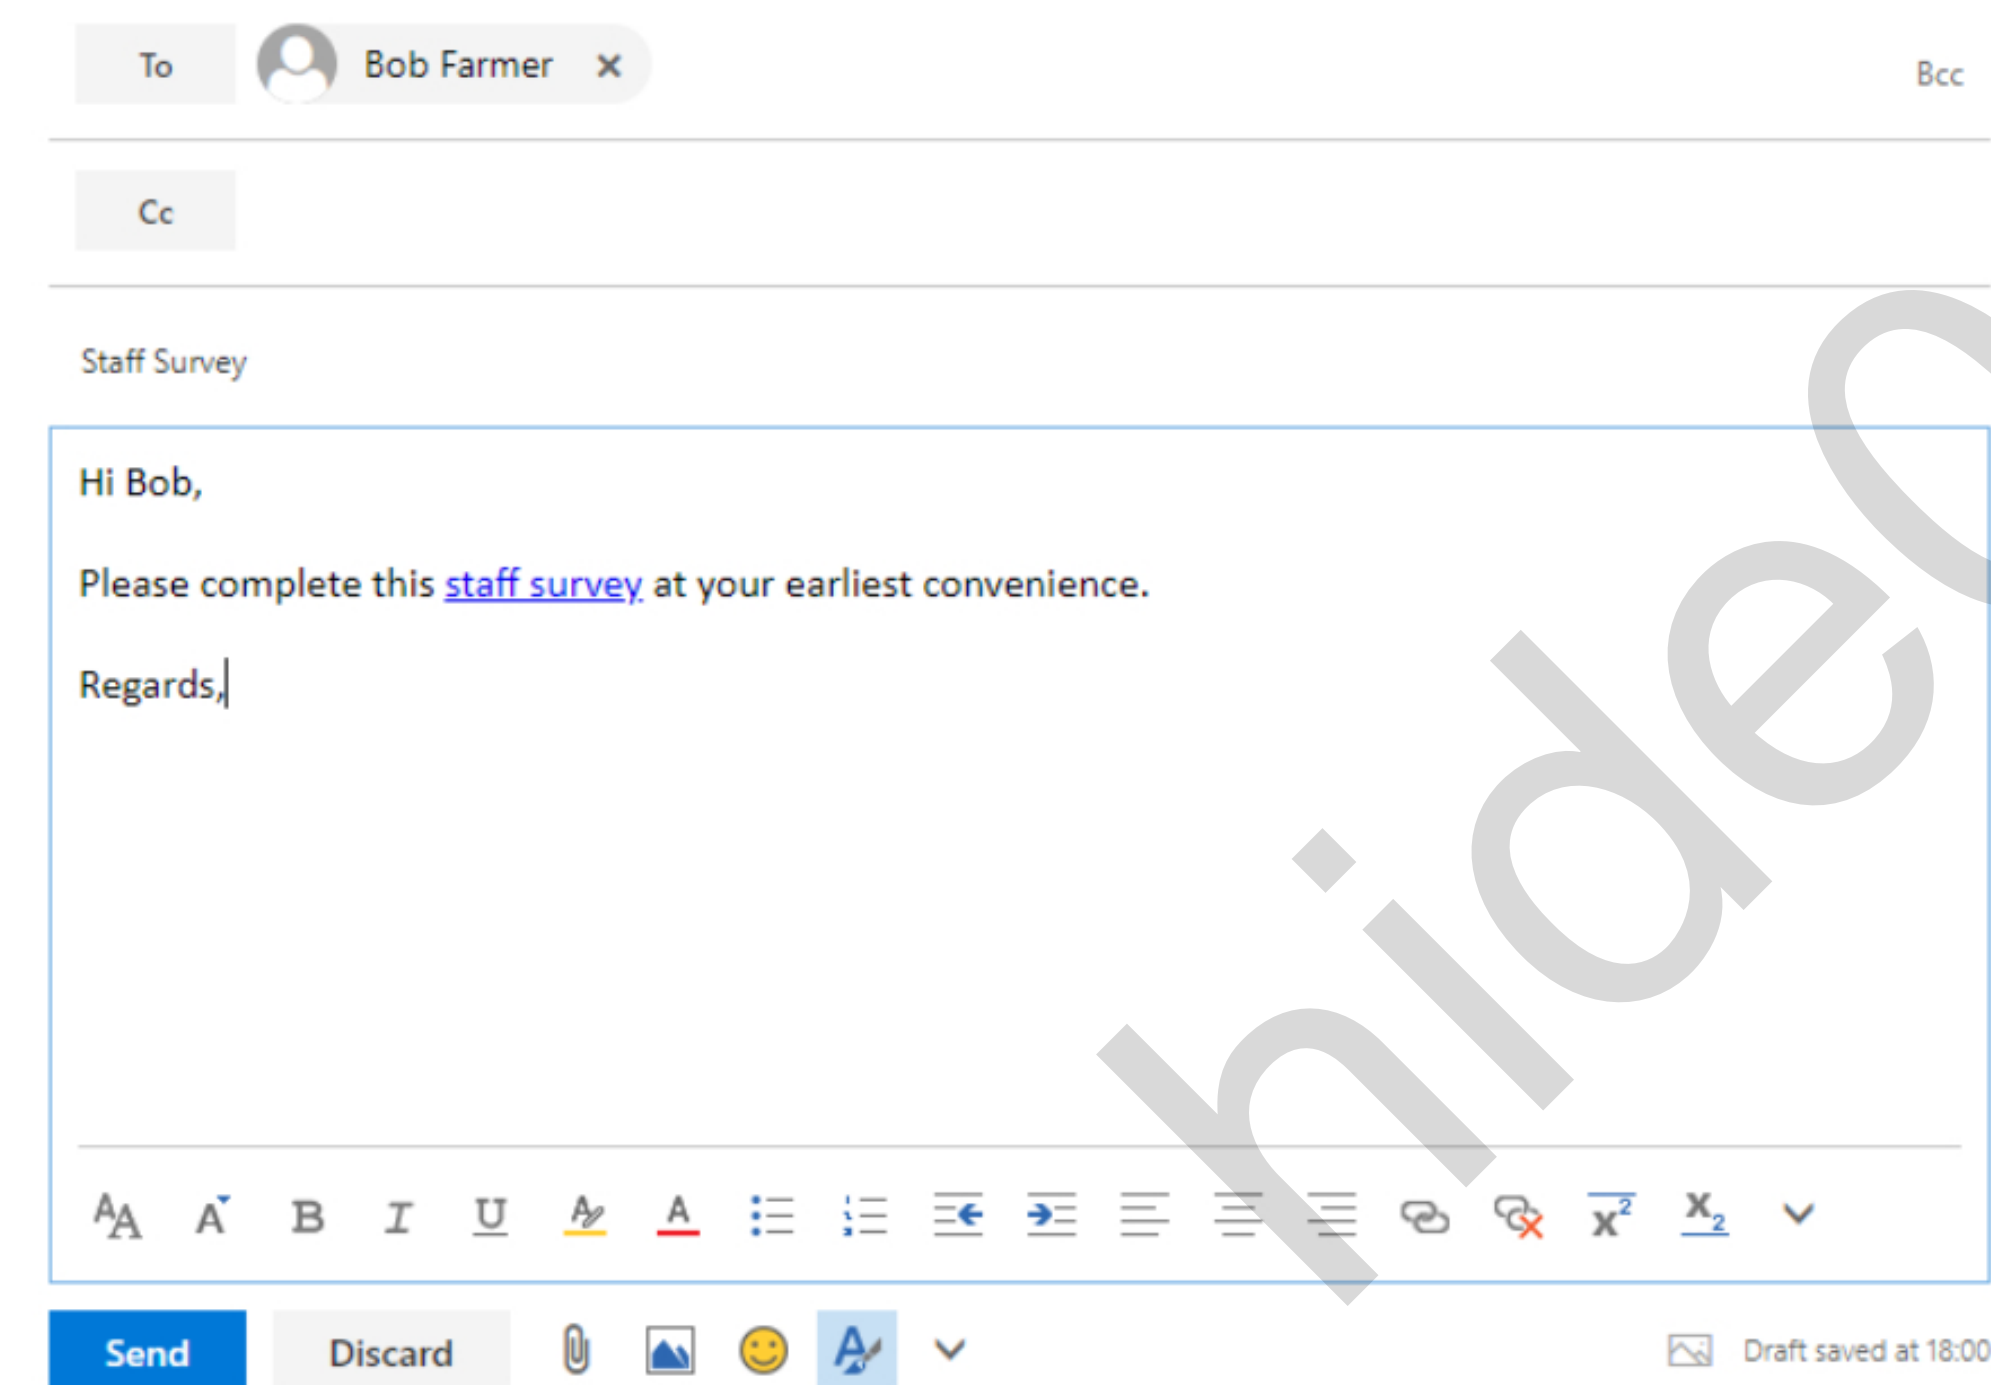 To Bob Farmer Bcc
Cc
Staff Survey
Hi Bob,
Please complete this staff survey at your earliest convenience.
Regards,
Send Discard Draft saved at 18:00
hide